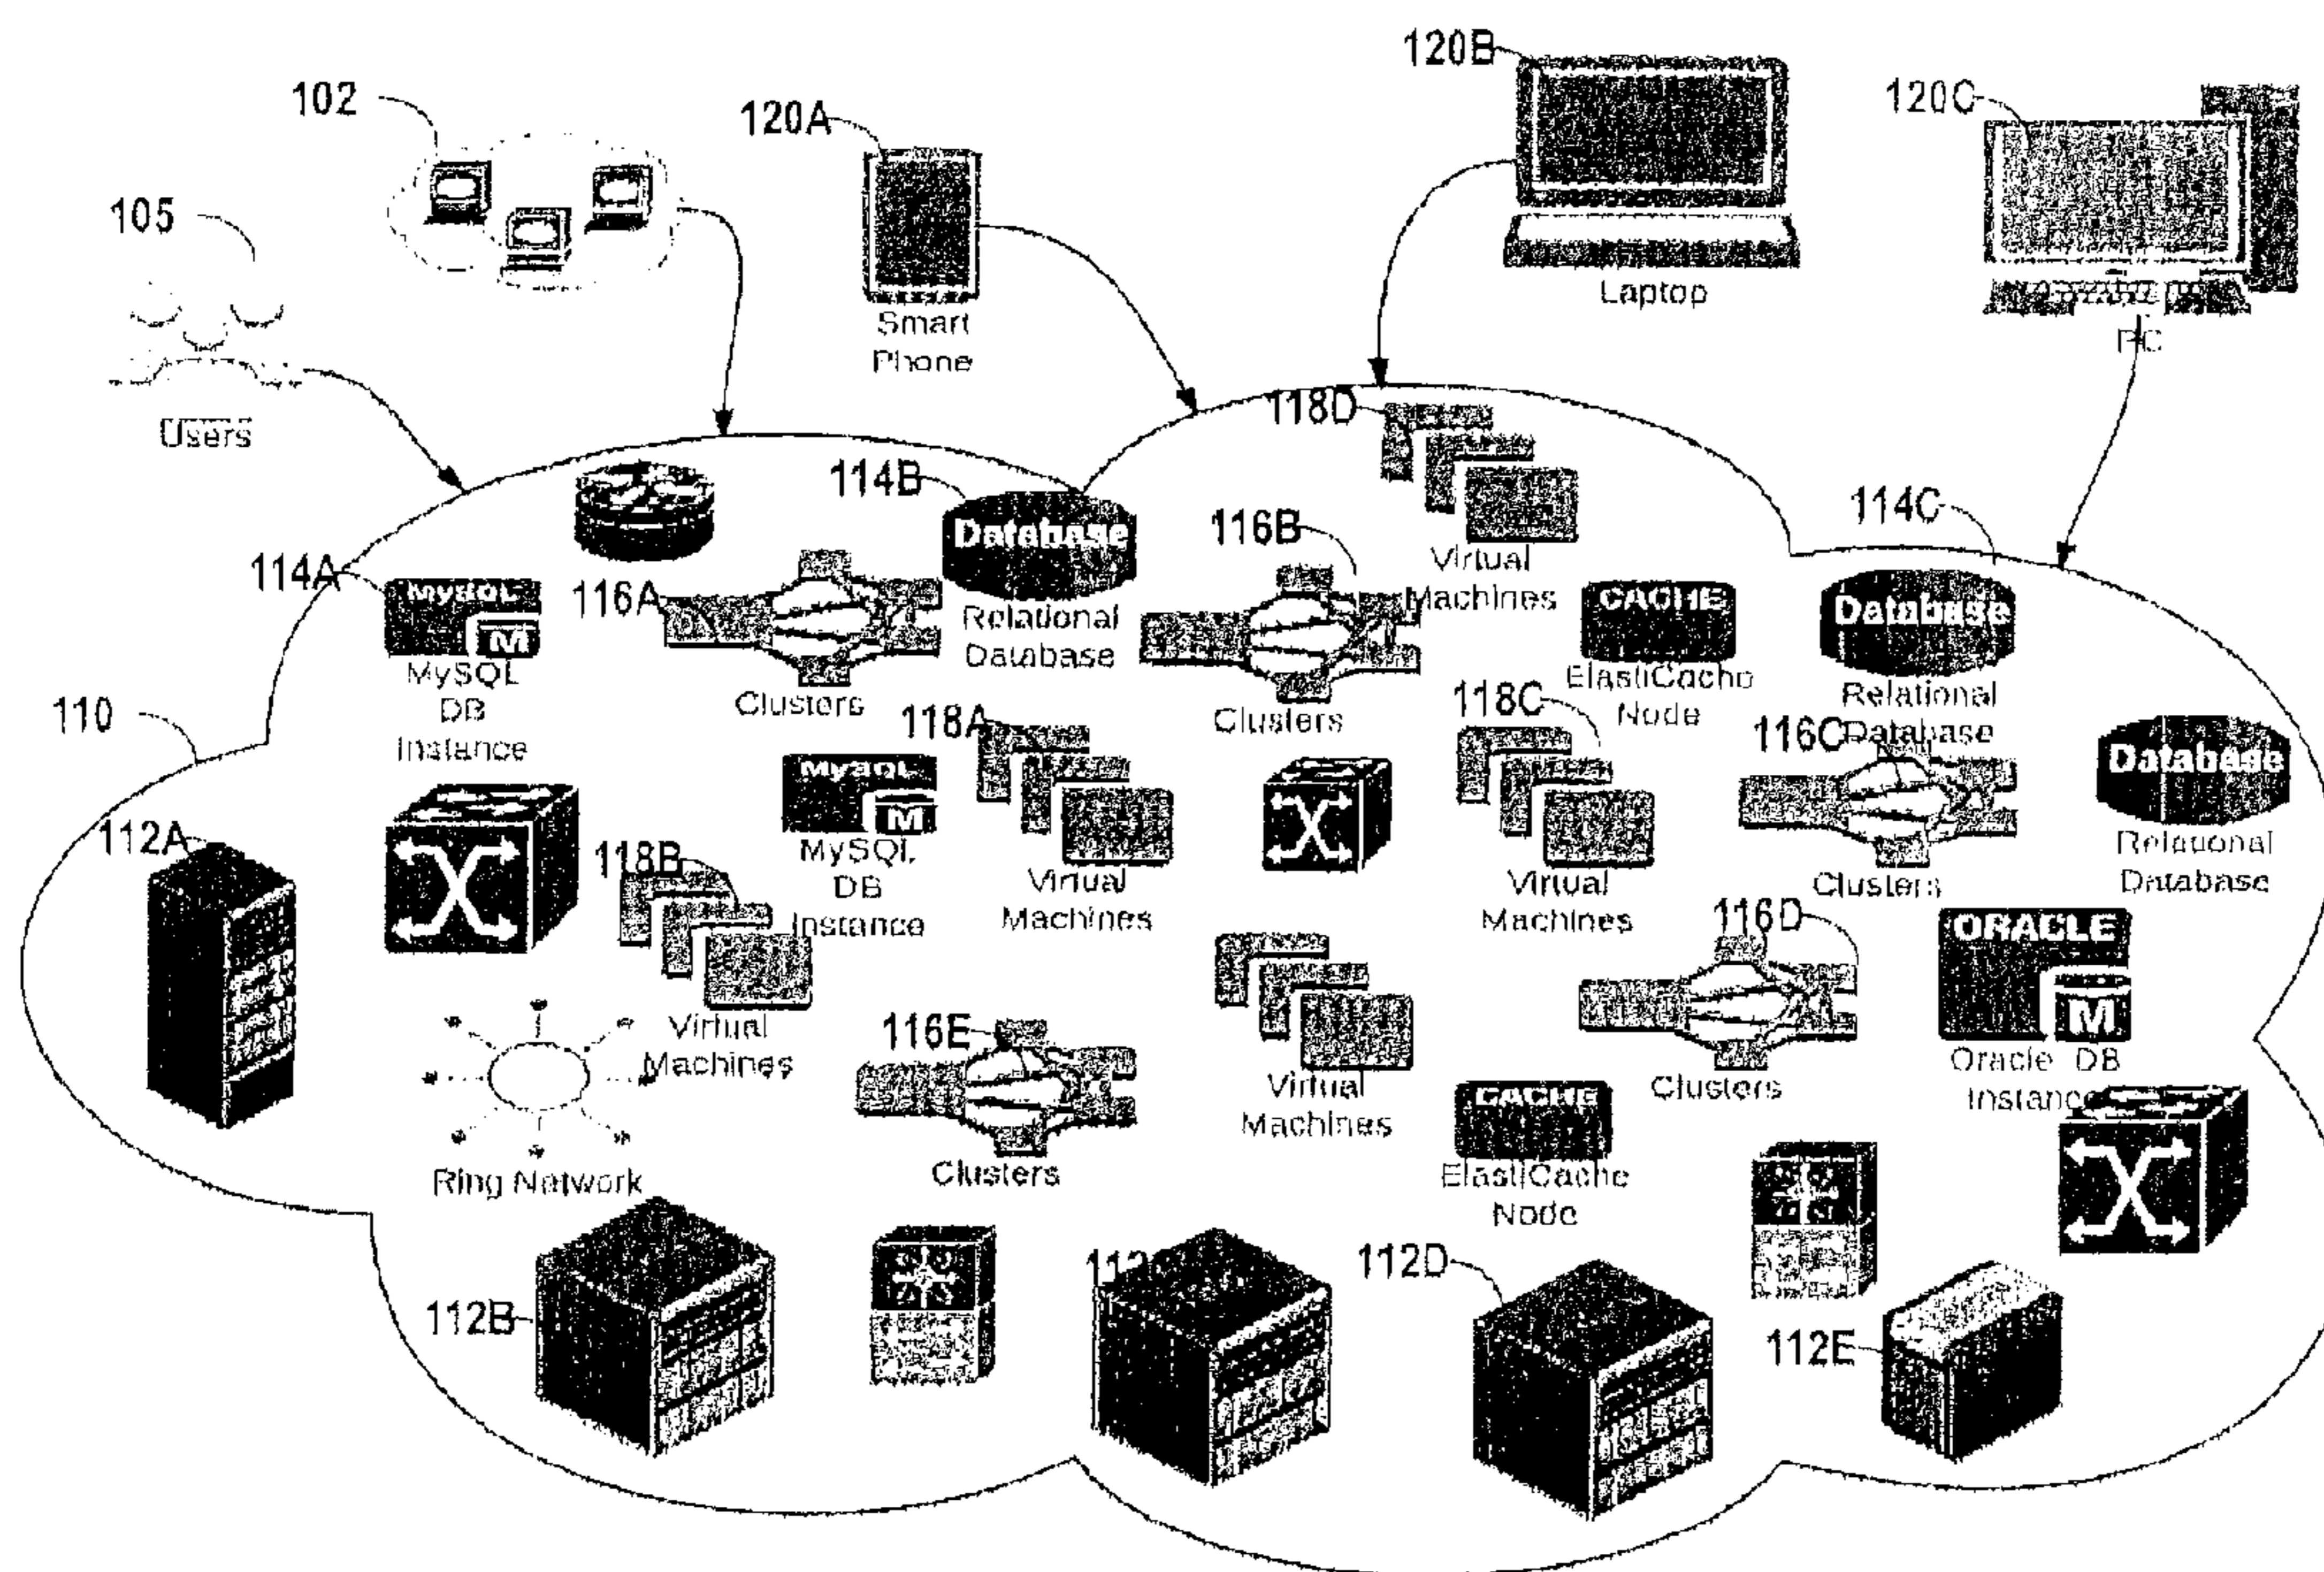 102
120A
120B
120C
105
Smart
Phone
Laptop
PC
Users
118D
114B
Database
116B
Virtual
Machines
114C
114A
MySQL
M
MySQL
DB
Instance
116A
Clusters
Relational
Database
Clusters
CACHE
ElastiCache
Node
Database
Relational
Database
110
118A
118C
116C
Database
Relational
Database
112A
MySQL
M
MySQL
DB
Instance
118B
Virtual
Machines
Virtual
Machines
Clusters
116D
ORACLE
M
Oracle DB
Instance
Virtual
Machines
116E
Clusters
Virtual
Machines
Clusters
CACHE
ElastiCache
Node
Ring Network
112B
112D
112E